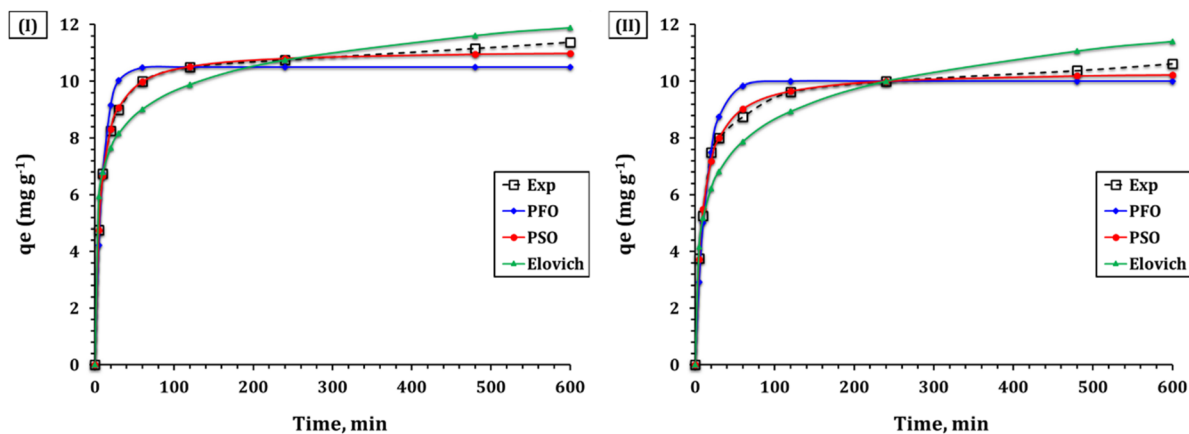 (I)
12
10
8
6
4
2
0
qe (mg g-1)
0 100 200 300 400 500 600
Time, min
Exp
PFO
PSO
Elovich
(II)
12
10
8
6
4
2
0
qe (mg g-1)
0 100 200 300 400 500 600
Time, min
Exp
PFO
PSO
Elovich